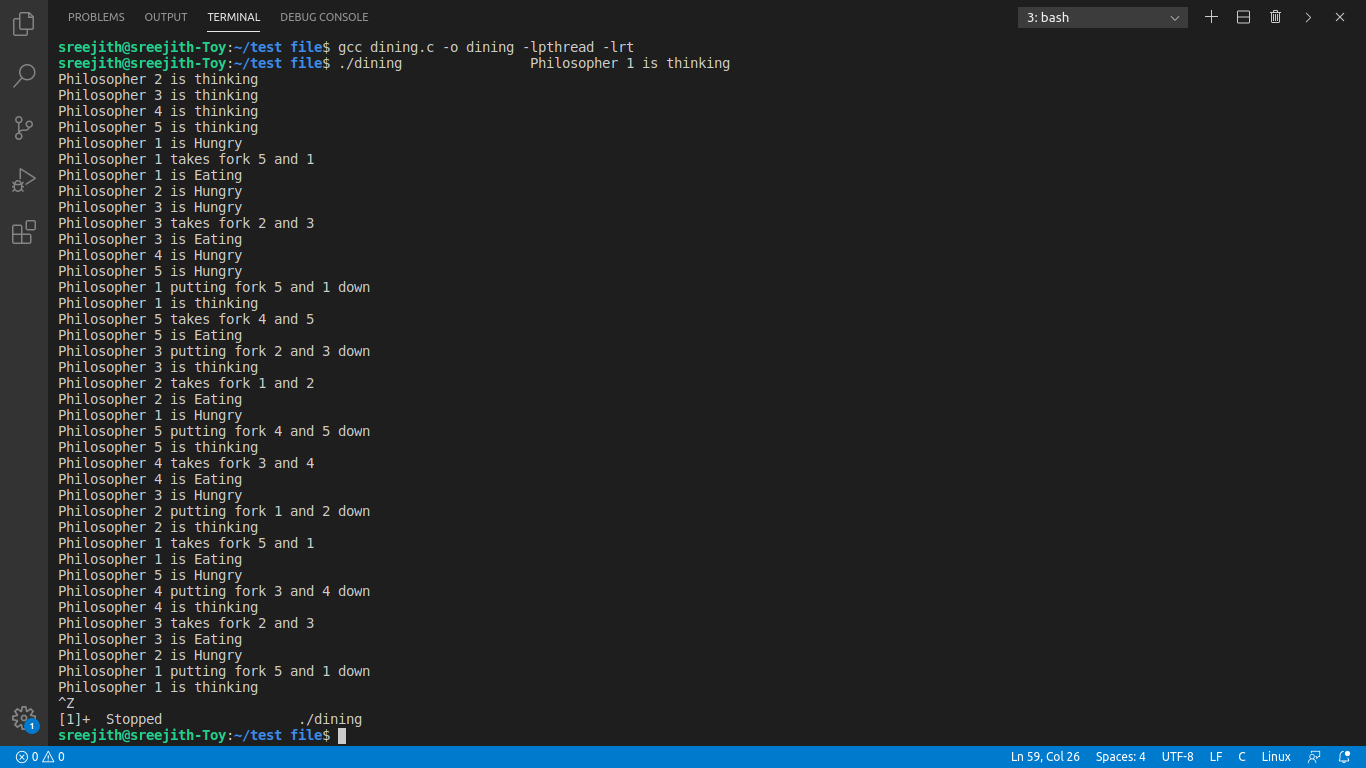 PROBLEMS OUTPUT TERMINAL DEBUG CONSOLE 3: bash
sreejith@sreejith-Toy:~/test file$ gcc dining.c -o dining -lpthread -lrt
sreejith@sreejith-Toy:~/test file$ ./dining                Philosopher 1 is thinking
Philosopher 2 is thinking
Philosopher 3 is thinking
Philosopher 4 is thinking
Philosopher 5 is thinking
Philosopher 1 is Hungry
Philosopher 1 takes fork 5 and 1
Philosopher 1 is Eating
Philosopher 2 is Hungry
Philosopher 3 is Hungry
Philosopher 3 takes fork 2 and 3
Philosopher 3 is Eating
Philosopher 4 is Hungry
Philosopher 5 is Hungry
Philosopher 1 putting fork 5 and 1 down
Philosopher 1 is thinking
Philosopher 5 takes fork 4 and 5
Philosopher 5 is Eating
Philosopher 3 putting fork 2 and 3 down
Philosopher 3 is thinking
Philosopher 2 takes fork 1 and 2
Philosopher 2 is Eating
Philosopher 1 is Hungry
Philosopher 5 putting fork 4 and 5 down
Philosopher 5 is thinking
Philosopher 4 takes fork 3 and 4
Philosopher 4 is Eating
Philosopher 3 is Hungry
Philosopher 2 putting fork 1 and 2 down
Philosopher 2 is thinking
Philosopher 1 takes fork 5 and 1
Philosopher 1 is Eating
Philosopher 5 is Hungry
Philosopher 4 putting fork 3 and 4 down
Philosopher 4 is thinking
Philosopher 3 takes fork 2 and 3
Philosopher 3 is Eating
Philosopher 2 is Hungry
Philosopher 1 putting fork 5 and 1 down
Philosopher 1 is thinking
^Z
[1]+  Stopped                 ./dining
sreejith@sreejith-Toy:~/test file$
1
0 0 Ln 59, Col 26 Spaces: 4 UTF-8 LF C Linux